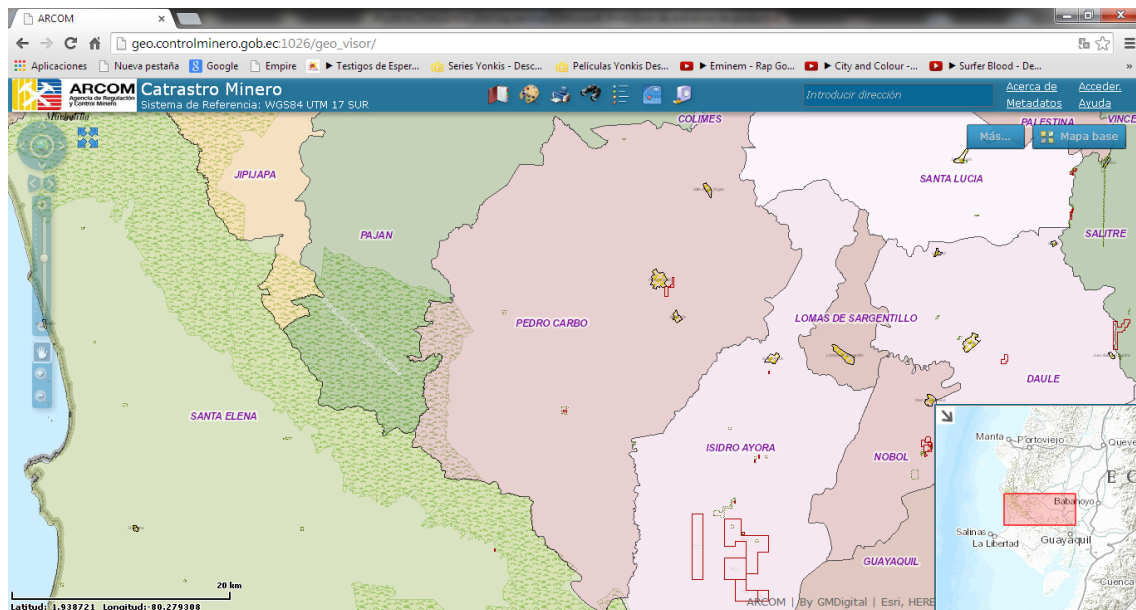 ARCOM
geo.controlminero.gob.ec:1026/geo_visor/
Aplicaciones Nueva pestaña Google Empire Testigos de Esper... Series Yonkis - Desc... Películas Yonkis Des... Eminem - Rap Go... City and Colour -... Surfer Blood - De... »
ARCOM
Agencia de Regulación
y Control Minero
Catrastro Minero
Sistema de Referencia: WGS84 UTM 17 SUR
Introducir dirección
Acerca de
Metadatos
Acceder.
Ayuda
COLIMES
PALESTINA
VINCE
Más...
Mapa base
JIPIJAPA
SANTA LUCIA
PAJAN
SALITRE
PEDRO CARBO
LOMAS DE SARGENTILLO
DAULE
SANTA ELENA
ISIDRO AYORA
NOBOL
GUAYAQUIL
Manta
Portoviejo
Queve
E C
Babahoyo
Salinas
La Libertad
Guayaquil
Cuenca
20 km
Latitud: 1.938721 Longitud:-80.279308
ARCOM | By GMDigital | Esri, HERE